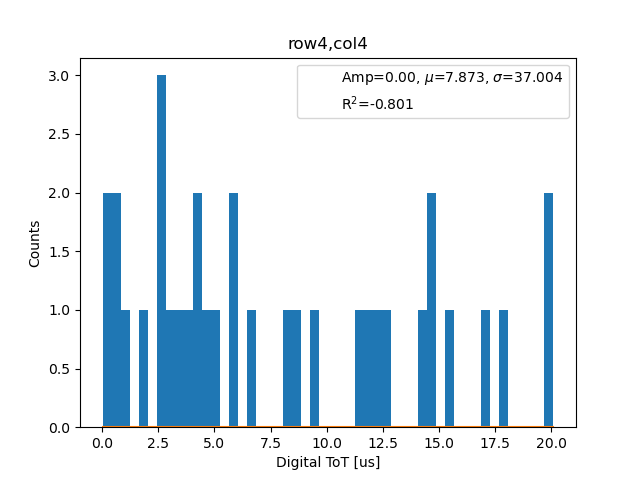 row4,col4
Amp=0.00, μ=7.873, σ=37.004
R²=-0.801
3.0
2.5
2.0
1.5
1.0
0.5
0.0
Counts
0.0 2.5 5.0 7.5 10.0 12.5 15.0 17.5 20.0
Digital ToT [us]